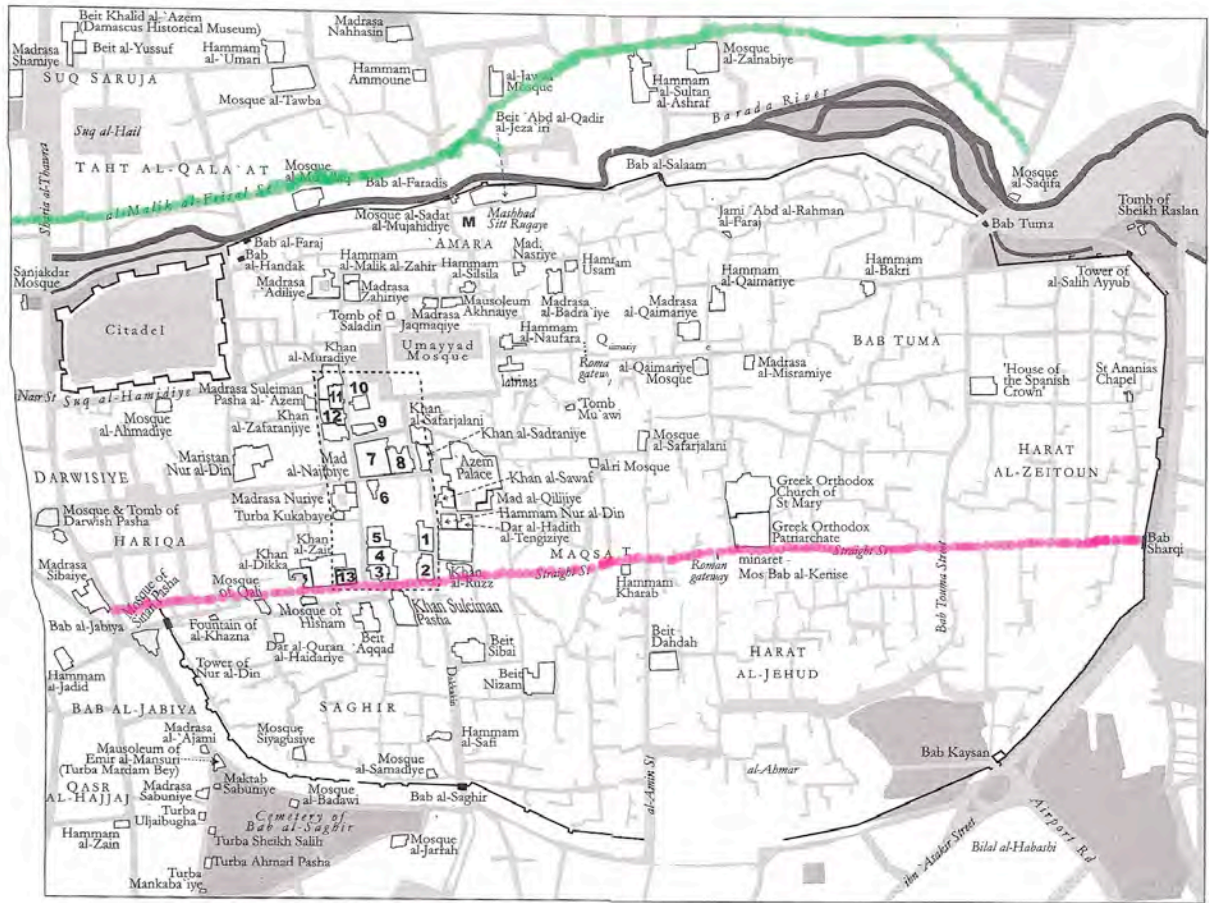 Beit Khalid al-`Azem
(Damascus Historical Museum)
Madrasa
Nahhasin
Madrasa
Shamiye
Beit al-Yussuf
Hammam
al-`Umari
SUQ SARUJA
Hammam
Ammoune
Mosque al-Tawba
Mosque
al-Zainabiye
Hammam
al-Sultan
al-Ashraf
Mosque
Suq al-Hail
Beit `Abd al-Qadir
al-Jeza`iri
Barada River
TAHT AL-QALA`AT
Mosque
Bab al-Faradis
Bab al-Salaam
Mosque
al-Saqifa
Sharia al-Thawra
al-Malik al-Feisal St
Tomb of
Sheikh Raslan
Mosque al-Sadat
al-Mujahidiye
M
Mashhad
Sitt Ruqaye
Jami `Abd al-Rahman
al-Faraj
Bab Tuma
Bab al-Faraj
Bab
al-Handak
`AMARA
Sanjakdar
Mosque
Hammam
al-Malik al-Zahir
Hammam
al-Silsila
Mad.
Nasriye
Hamram
Usam
Hammam
al-Bakri
Tower of
al-Salih Ayyub
Madrasa
`Adiliye
Madrasa
Zahiriye
Mausoleum
Akhnaiye
Madrasa
al-Badra`iye
Hammam
al-Qaimariye
Madrasa
al-Qaimariye
Citadel
Tomb of
Saladin
Madrasa
Jaqmaqiye
Hammam
al-Naufara
BAB TUMA
Khan
al-Muradiye
Umayyad
Mosque
Roma
gatew
al-Qaimariye
Mosque
Madrasa
al-Misramiye
'House of
the Spanish
Crown'
St Ananias
Chapel
Nasr St
Suq al-Hamidiye
Madrasa Suleiman
Pasha al-`Azem
10
11
12
Mosque
al-Ahmadiye
Khan
al-Zafaranjiye
9
Khan
al-Safarjalani
Tomb
Mu`awi
Khan al-Sadraniye
Mosque
al-Safarjalani
HARAT
AL-ZEITOUN
Maristan
Nur al-Din
Mad
al-Najibiye
7
8
Azem
Palace
Khan al-Sawaf
Mosque
DARWISIYE
6
Madrasa Nuriye
Turba Kukabaye
Mad al-Qilijiye
Hammam Nur al-Din
Dar al-Hadith
al-Tengiziye
Greek Orthodox
Church of
St Mary
Greek Orthodox
Patriarchate
Mosque & Tomb of
Darwish Pasha
HARIQA
Khan
al-Zait
5
4
3
1
2
13
MAQSA T
Straight St
Bab
Sharqi
Khan
al-Dikka
Khan
al-Ruzz
Straight St
Hammam
Kharab
Roman
gateway
minaret -
Mos Bab al-Kenise
Madrasa
Sibaiye
Mosque of
Sinan Pasha
Mosque
of Qali
Mosque of
Hisham
Khan Suleiman
Pasha
Bab Touma Street
Bab al-Jabiya
Fountain of
al-Khazna
Dar al-Quran
al-Haidariye
Beit
`Aqqad
Beit
Sibai
Beit
Dahdah
HARAT
AL-JEHUD
Tower of
Nur al-Din
Hammam
al-Jadid
Beit
Nizam
BAB AL-JABIYA
SAGHIR
Madrasa
al-`Ajami
Mosque
Siyagusiye
Hammam
al-Safi
Mausoleum of
Emir al-Mansuri
(Turba Mardam Bey)
Mosque
al-Samadiye
Bab Kaysan
al-Amin St
al-Ahmar
QASR
AL-HAJJAJ
Madrasa
Sabuniye
Maktab
Sabuniye
Mosque
al-Badawi
Bab al-Saghir
Turba
Uljaibugha
Cemetery of
Bab al-Saghir
Airport Rd
Hammam
al-Zain
Turba Sheikh Salih
Mosque
al-Jarrah
ibn `Asakar Street
Bilal al-Habashi
Turba Ahmad Pasha
Turba
Mankaba`iye